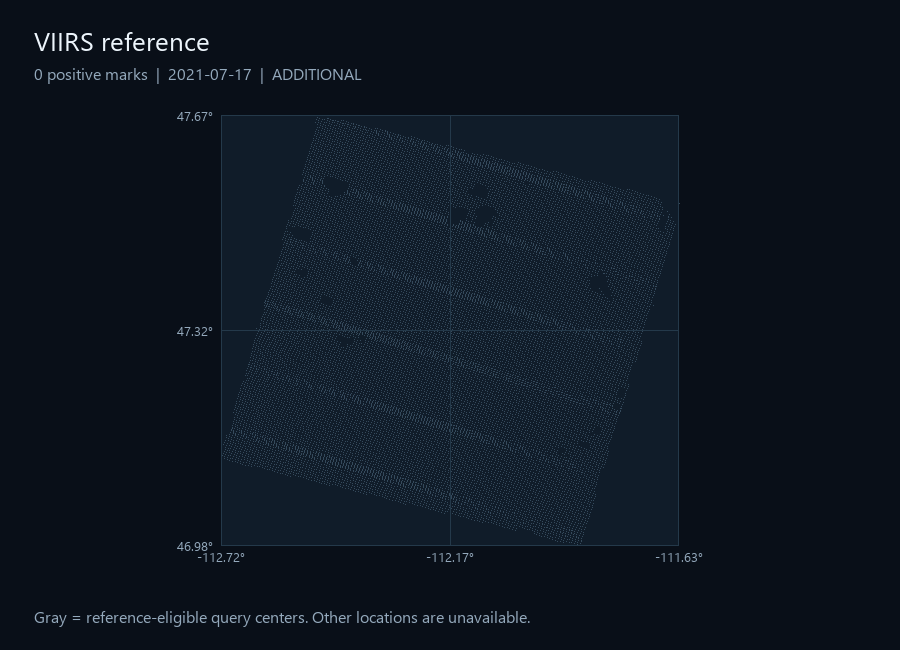 VIIRS reference
0 positive marks | 2021-07-17 | ADDITIONAL
47.67°
47.32°
46.98°
-112.72° -112.17° -111.63°
Gray = reference-eligible query centers. Other locations are unavailable.